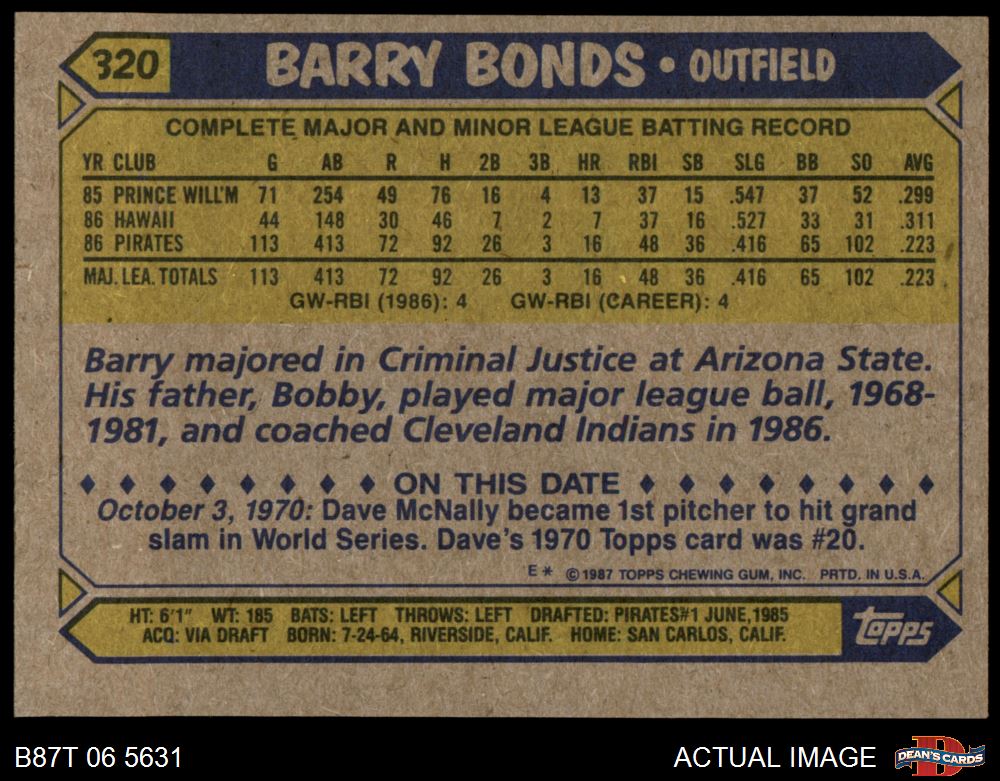 320 BARRY BONDS • OUTFIELD
COMPLETE MAJOR AND MINOR LEAGUE BATTING RECORD
YR CLUB G AB R H 2B 3B HR RBI SB SLG BB SO AVG
85 PRINCE WILL'M 71 254 49 76 16 4 13 37 15 .547 37 52 .299
86 HAWAII 44 148 30 46 7 2 7 37 16 .527 33 31 .311
86 PIRATES 113 413 72 92 26 3 16 48 36 .416 65 102 .223
MAJ. LEA. TOTALS 113 413 72 92 26 3 16 48 36 .416 65 102 .223
GW-RBI (1986): 4 GW-RBI (CAREER): 4
Barry majored in Criminal Justice at Arizona State.
His father, Bobby, played major league ball, 1968-
1981, and coached Cleveland Indians in 1986.
♦ ♦ ♦ ♦ ♦ ♦ ♦ ♦ ON THIS DATE ♦ ♦ ♦ ♦ ♦ ♦ ♦ ♦
October 3, 1970: Dave McNally became 1st pitcher to hit grand
slam in World Series. Dave's 1970 Topps card was #20.
E * © 1987 TOPPS CHEWING GUM, INC. PRTD. IN U.S.A.
HT: 6'1" WT: 185 BATS: LEFT THROWS: LEFT DRAFTED: PIRATES#1 JUNE,1985
ACQ: VIA DRAFT BORN: 7-24-64, RIVERSIDE, CALIF. HOME: SAN CARLOS, CALIF.
topps
B87T 06 5631 ACTUAL IMAGE DEAN'S CARDS